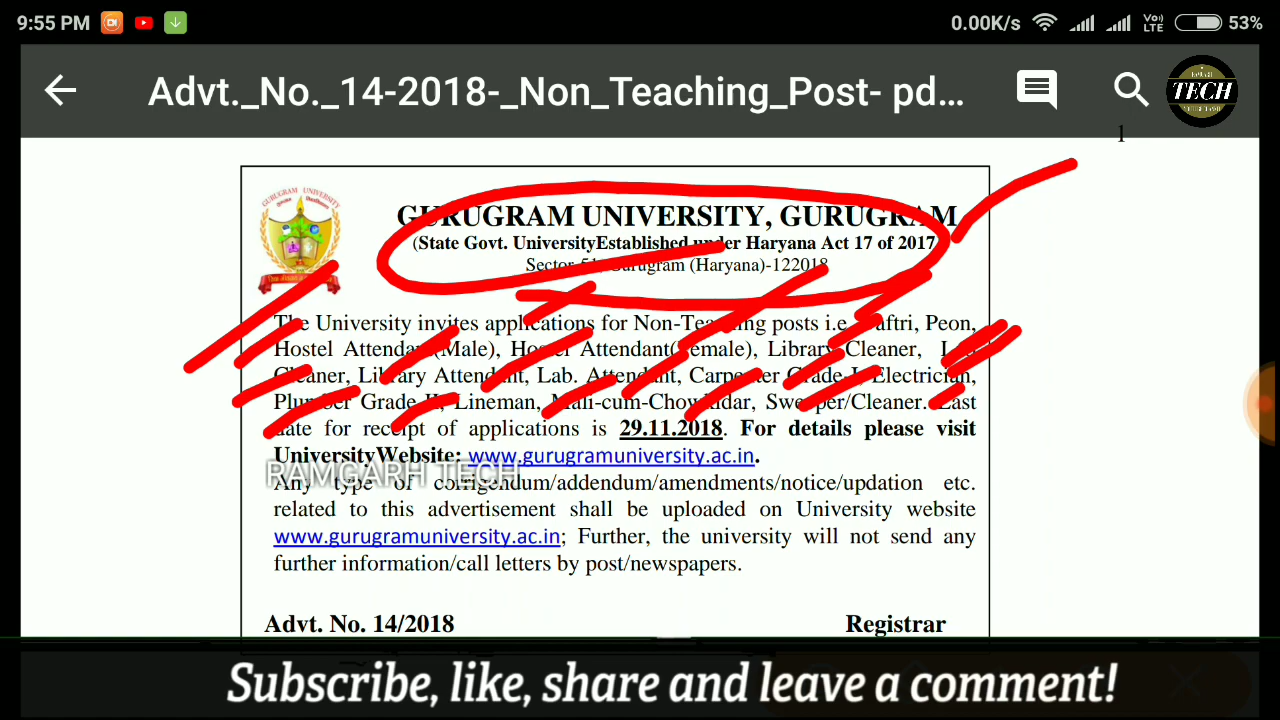 9:55 PM 0.00K/s Vo) LTE 53%
Advt._No._14-2018-_Non_Teaching_Post- pd...
TECH
1
GURUGRAM UNIVERSITY
GURUGRAM UNIVERSITY, GURUGRAM
(State Govt. UniversityEstablished under Haryana Act 17 of 2017
Sector-51, Gurugram (Haryana)-122018
The University invites applications for Non-Teaching posts i.e. Daftri, Peon,
Hostel Attendant(Male), Hostel Attendant(Female), Library Cleaner, Lab
Cleaner, Library Attendant, Lab. Attendant, Carpenter Grade-I, Electrician,
Plumber Grade-II, Lineman, Mali-cum-Chowkidar, Sweeper/Cleaner. Last
date for receipt of applications is 29.11.2018. For details please visit
UniversityWebsite: www.gurugramuniversity.ac.in.
RAMGARH TECH
Any type of corrigendum/addendum/amendments/notice/updation etc.
related to this advertisement shall be uploaded on University website
www.gurugramuniversity.ac.in; Further, the university will not send any
further information/call letters by post/newspapers.
Advt. No. 14/2018 Registrar
Subscribe, like, share and leave a comment!